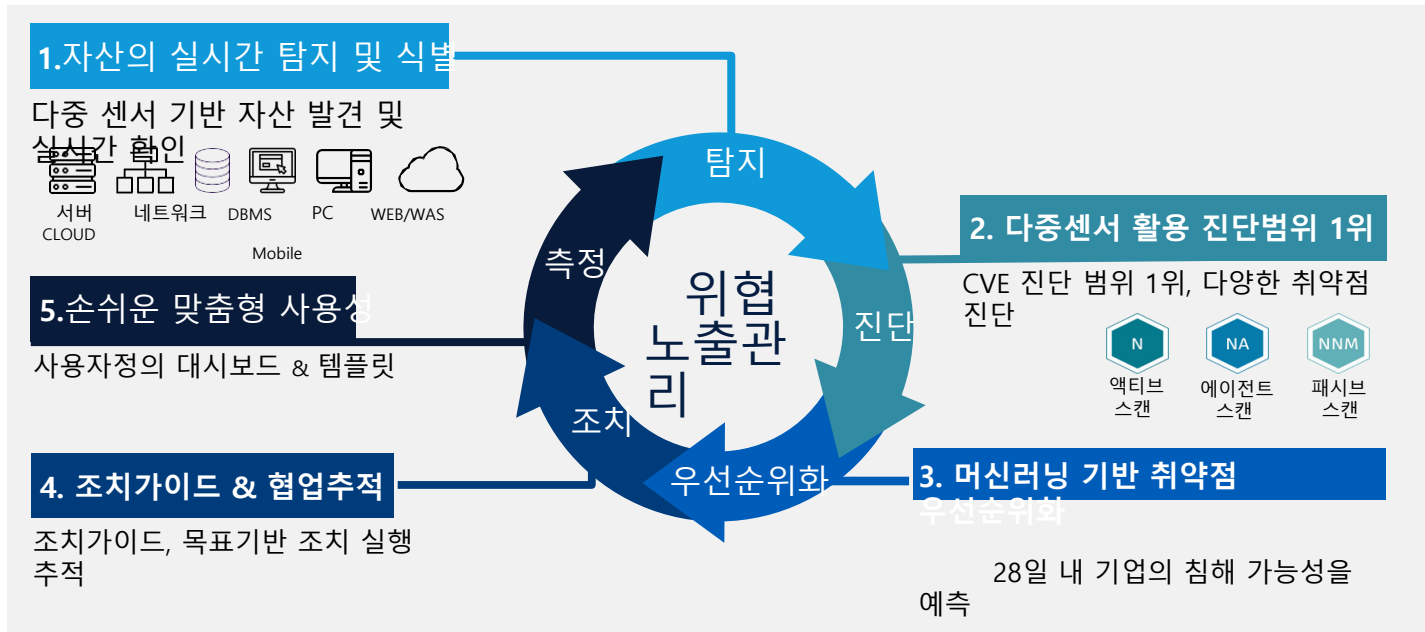 1.자산의 실시간 탐지 및 식별
다중 센서 기반 자산 발견 및
실시간 확인
서버
네트워크
DBMS
PC
WEB/WAS
CLOUD
Mobile
탐지
진단
우선순위화
조치
측정
위협
노출관
리
2. 다중센서 활용 진단범위 1위
CVE 진단 범위 1위, 다양한 취약점
진단
N
NA
NNM
액티브
스캔
에이전트
스캔
패시브
스캔
3. 머신러닝 기반 취약점
우선순위화
28일 내 기업의 침해 가능성을
예측
4. 조치가이드 & 협업추적
조치가이드, 목표기반 조치 실행
추적
5.손쉬운 맞춤형 사용성
사용자정의 대시보드 & 템플릿